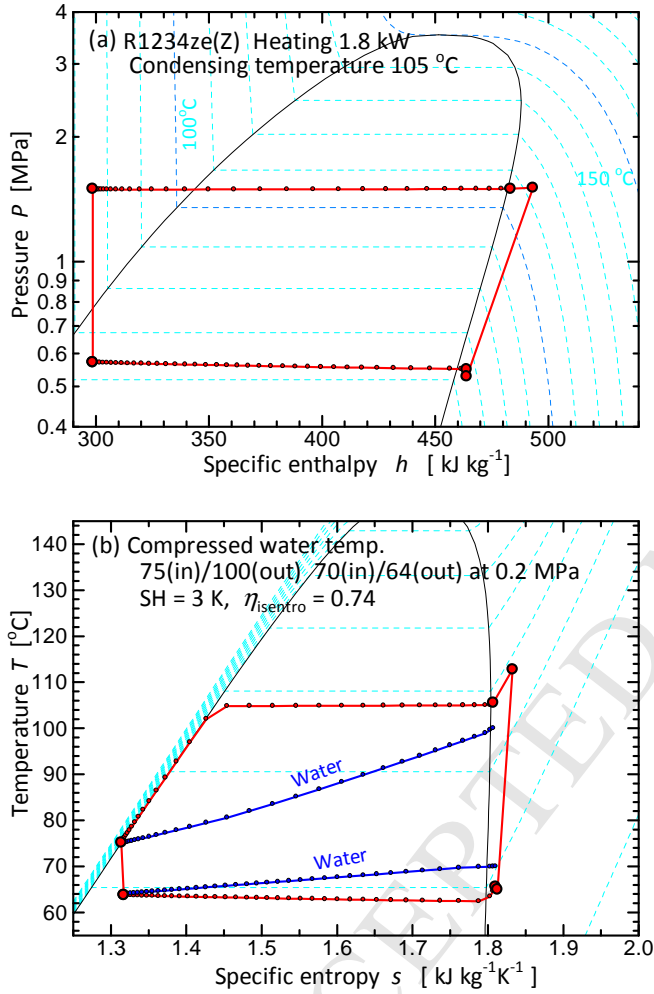 (a) R1234ze(Z) Heating 1.8 kW
Condensing temperature 105 °C
100°C
150 °C
Pressure P [MPa]
4
3
2
1
0.9
0.8
0.7
0.6
0.5
0.4
300
350
400
450
500
Specific enthalpy h [ kJ kg-1]
(b) Compressed water temp.
75(in)/100(out) 70(in)/64(out) at 0.2 MPa
SH = 3 K, ηisentro = 0.74
Water
Water
Temperature T [°C]
140
130
120
110
100
90
80
70
60
1.3
1.4
1.5
1.6
1.7
1.8
1.9
2.0
Specific entropy s [ kJ kg-1K-1 ]
CEPTED